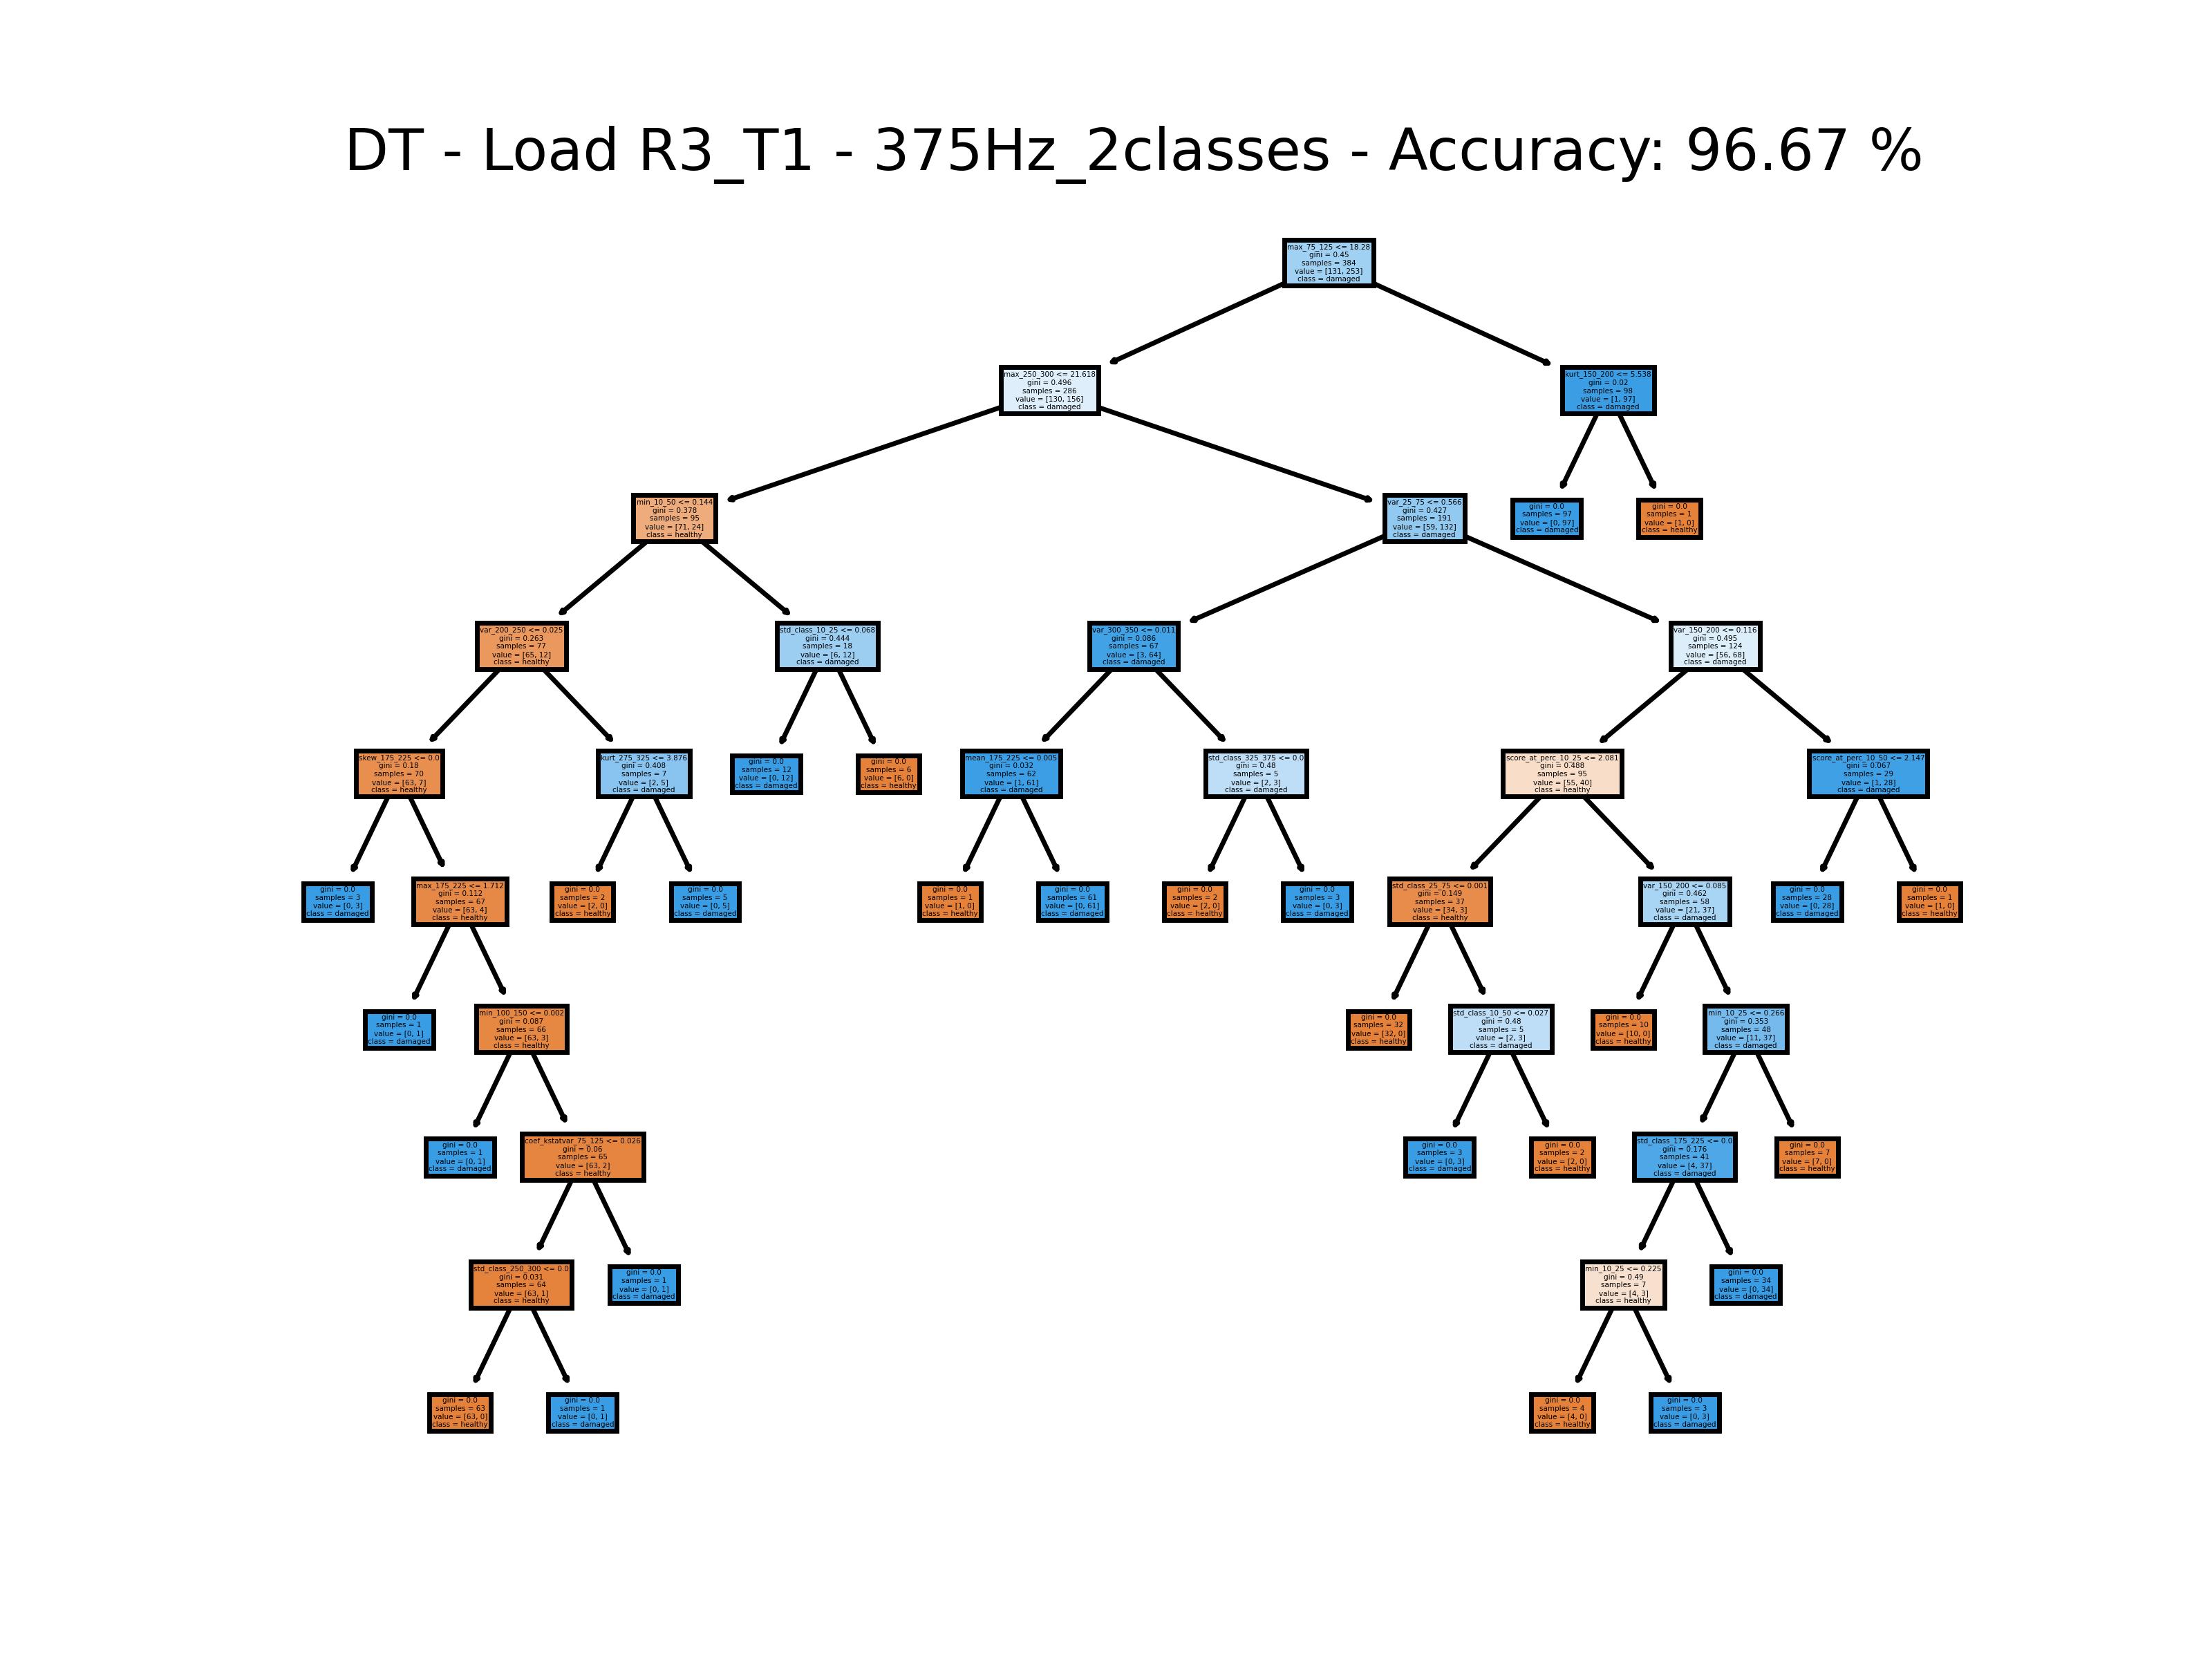 DT - Load R3_T1 - 375Hz_2classes - Accuracy: 96.67 %
max_75_125 <= 18.28
gini = 0.45
samples = 384
value = [131, 253]
class = damaged
max_250_300 <= 21.618
gini = 0.496
samples = 286
value = [130, 156]
class = damaged
kurt_150_200 <= 5.538
gini = 0.02
samples = 98
value = [1, 97]
class = damaged
min_10_50 <= 0.144
gini = 0.378
samples = 95
value = [71, 24]
class = healthy
var_25_75 <= 0.566
gini = 0.427
samples = 191
value = [59, 132]
class = damaged
gini = 0.0
samples = 97
value = [0, 97]
class = damaged
gini = 0.0
samples = 1
value = [1, 0]
class = healthy
var_200_250 <= 0.025
gini = 0.263
samples = 77
value = [65, 12]
class = healthy
std_class_10_25 <= 0.068
gini = 0.444
samples = 18
value = [6, 12]
class = damaged
var_300_350 <= 0.011
gini = 0.086
samples = 67
value = [3, 64]
class = damaged
var_150_200 <= 0.116
gini = 0.495
samples = 124
value = [56, 68]
class = damaged
skew_175_225 <= 0.0
gini = 0.18
samples = 70
value = [63, 7]
class = healthy
kurt_275_325 <= 3.876
gini = 0.408
samples = 7
value = [2, 5]
class = damaged
gini = 0.0
samples = 12
value = [0, 12]
class = damaged
gini = 0.0
samples = 6
value = [6, 0]
class = healthy
mean_175_225 <= 0.005
gini = 0.032
samples = 62
value = [1, 61]
class = damaged
std_class_325_375 <= 0.0
gini = 0.48
samples = 5
value = [2, 3]
class = damaged
score_at_perc_10_25 <= 2.081
gini = 0.488
samples = 95
value = [55, 40]
class = healthy
score_at_perc_10_50 <= 2.147
gini = 0.067
samples = 29
value = [1, 28]
class = damaged
gini = 0.0
samples = 3
value = [0, 3]
class = damaged
max_175_225 <= 1.712
gini = 0.112
samples = 67
value = [63, 4]
class = healthy
gini = 0.0
samples = 2
value = [2, 0]
class = healthy
gini = 0.0
samples = 5
value = [0, 5]
class = damaged
gini = 0.0
samples = 1
value = [1, 0]
class = healthy
gini = 0.0
samples = 61
value = [0, 61]
class = damaged
gini = 0.0
samples = 2
value = [2, 0]
class = healthy
gini = 0.0
samples = 3
value = [0, 3]
class = damaged
std_class_25_75 <= 0.001
gini = 0.149
samples = 37
value = [34, 3]
class = healthy
var_150_200 <= 0.085
gini = 0.462
samples = 58
value = [21, 37]
class = damaged
gini = 0.0
samples = 28
value = [0, 28]
class = damaged
gini = 0.0
samples = 1
value = [1, 0]
class = healthy
gini = 0.0
samples = 1
value = [0, 1]
class = damaged
min_100_150 <= 0.002
gini = 0.087
samples = 66
value = [63, 3]
class = healthy
gini = 0.0
samples = 32
value = [32, 0]
class = healthy
std_class_10_50 <= 0.027
gini = 0.48
samples = 5
value = [2, 3]
class = damaged
gini = 0.0
samples = 10
value = [10, 0]
class = healthy
min_10_25 <= 0.266
gini = 0.353
samples = 48
value = [11, 37]
class = damaged
gini = 0.0
samples = 1
value = [0, 1]
class = damaged
coef_kstatvar_75_125 <= 0.026
gini = 0.06
samples = 65
value = [63, 2]
class = healthy
gini = 0.0
samples = 3
value = [0, 3]
class = damaged
gini = 0.0
samples = 2
value = [2, 0]
class = healthy
std_class_175_225 <= 0.0
gini = 0.176
samples = 41
value = [4, 37]
class = damaged
gini = 0.0
samples = 7
value = [7, 0]
class = healthy
std_class_250_300 <= 0.0
gini = 0.031
samples = 64
value = [63, 1]
class = healthy
gini = 0.0
samples = 1
value = [0, 1]
class = damaged
min_10_25 <= 0.225
gini = 0.49
samples = 7
value = [4, 3]
class = healthy
gini = 0.0
samples = 34
value = [0, 34]
class = damaged
gini = 0.0
samples = 63
value = [63, 0]
class = healthy
gini = 0.0
samples = 1
value = [0, 1]
class = damaged
gini = 0.0
samples = 4
value = [4, 0]
class = healthy
gini = 0.0
samples = 3
value = [0, 3]
class = damaged